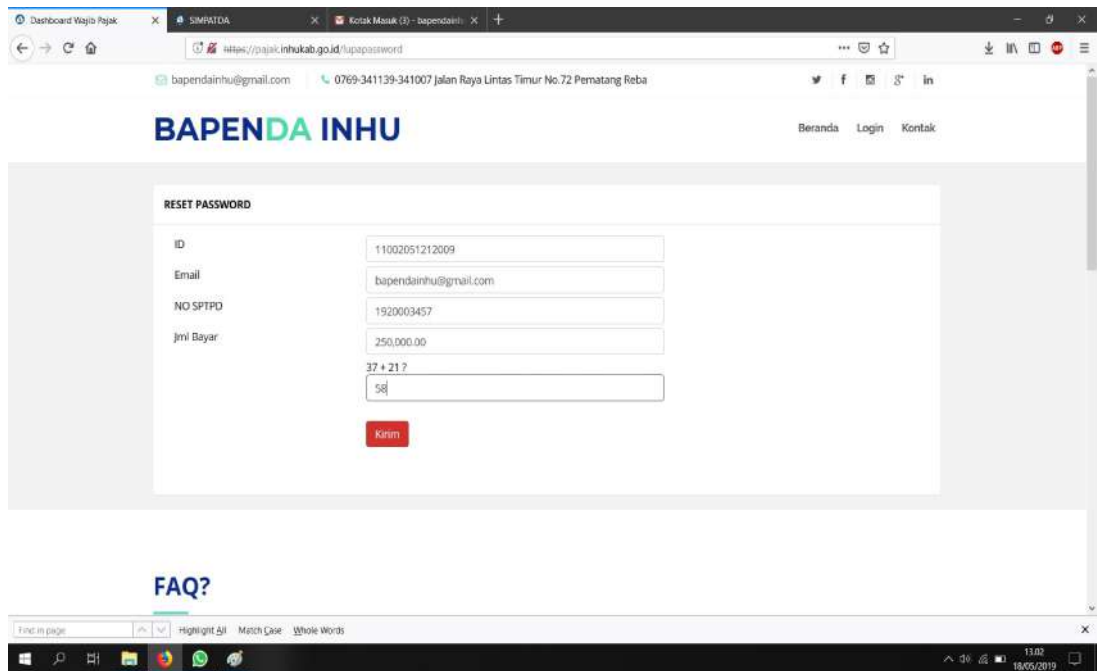 Dashboard Wajib Pajak
SIMPATDA
Kotak Masuk (3) - bapendainh
https://pajak.inhukab.go.id/lupapassword
bapendainhu@gmail.com
0769-341139-341007 Jalan Raya Lintas Timur No.72 Pematang Reba
BAPENDA INHU
Beranda Login Kontak
RESET PASSWORD
ID
11002051212009
Email
bapendainhu@gmail.com
NO SPTPD
1920003457
Jml Bayar
250,000.00
37 + 21 ?
58
Kirim
FAQ?
Find in page Highlight All Match Case Whole Words
13.02
18/05/2019